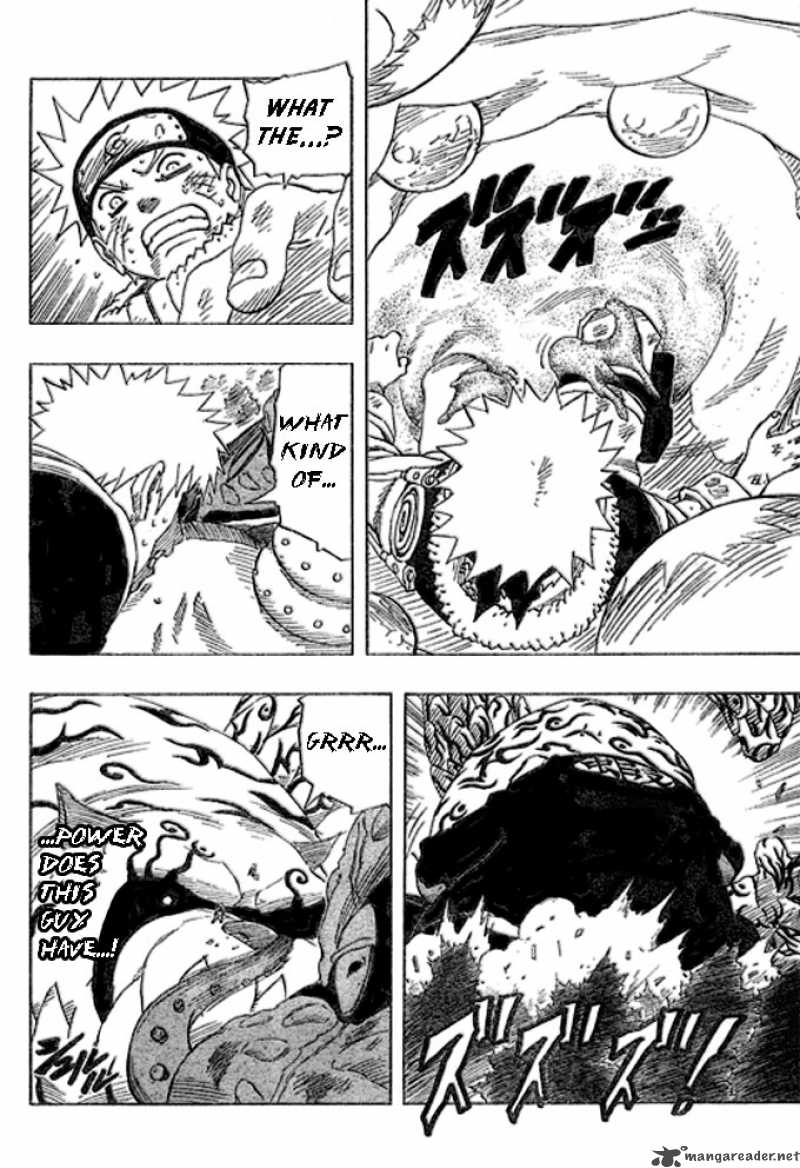 ズズズズッ
WHAT
THE...?
WHAT
KIND
OF...
ズズズ!
GRRR...
...POWER
DOES
THIS
GUY
HAVE...!
mangareader.net